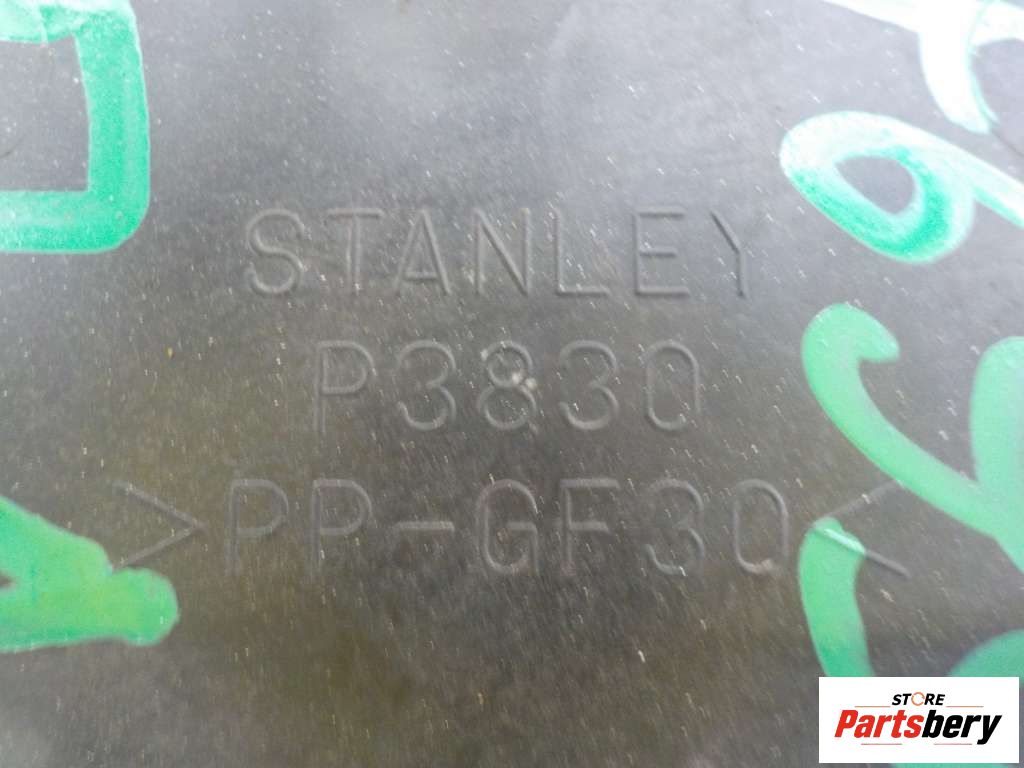 STANLEY
P3830
>PP-GF30<
STORE
Partsbery